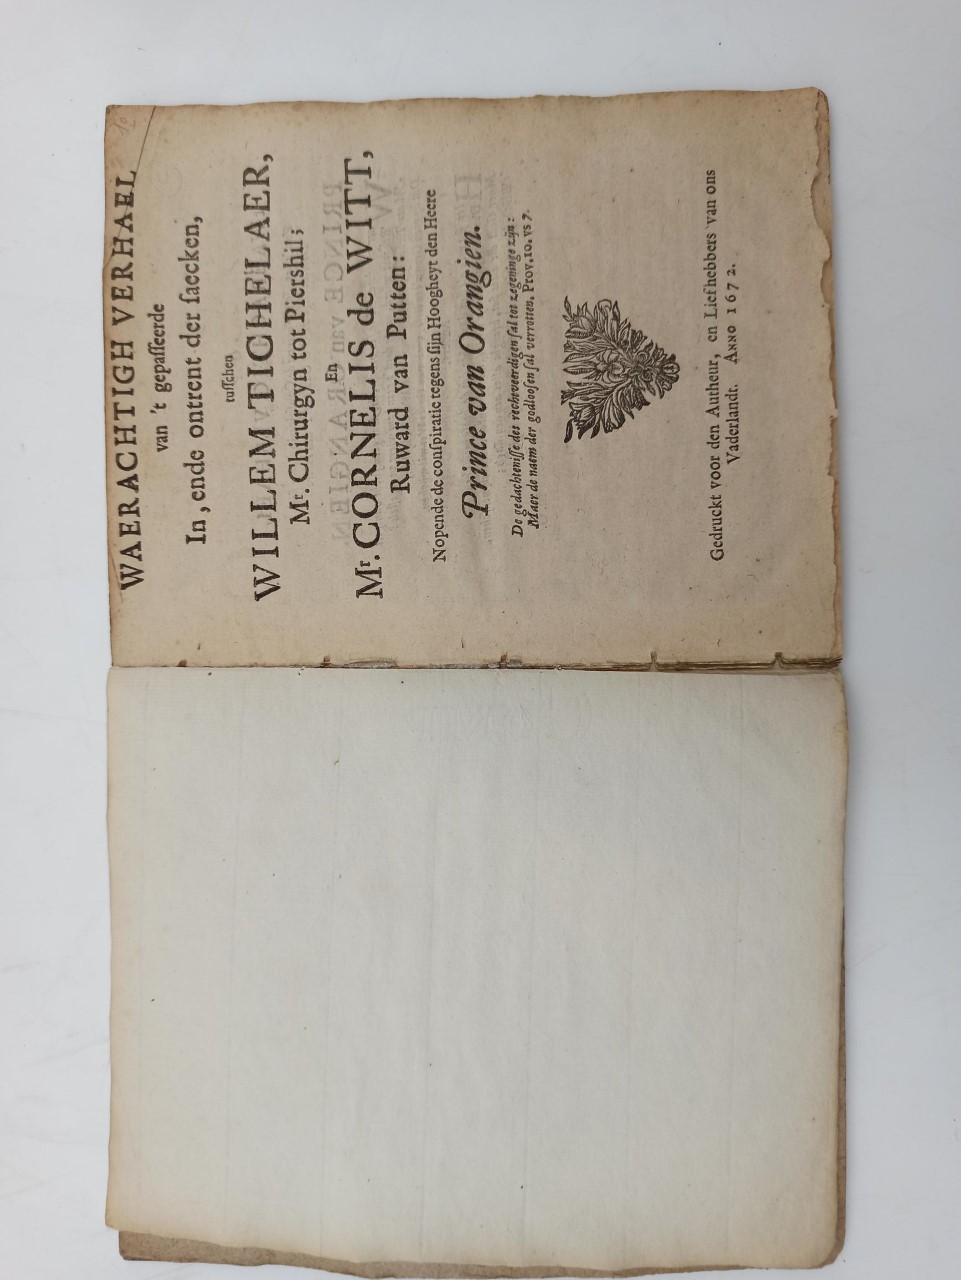 WAERACHTIGH VERHAEL
van 't gepasseerde
In, ende ontrent der saecken,
tusschen
WILLEM TICHELAER,
Mr. Chirurgyn tot Piershil;
En
Mr. CORNELIS de WITT,
Ruward van Putten:
Nopende de conspiratie tegens sijn Hoogheyt den Heere
Prince van Orangien.
De gedachtenisse des rechtveerdigen sal tot zegeninge zijn:
Maer de naem der godloosen sal verrotten. Prov. 10. vs 7.
Gedruckt voor den Autheur, en Liefhebbers van ons
Vaderlandt. ANNO 1672.